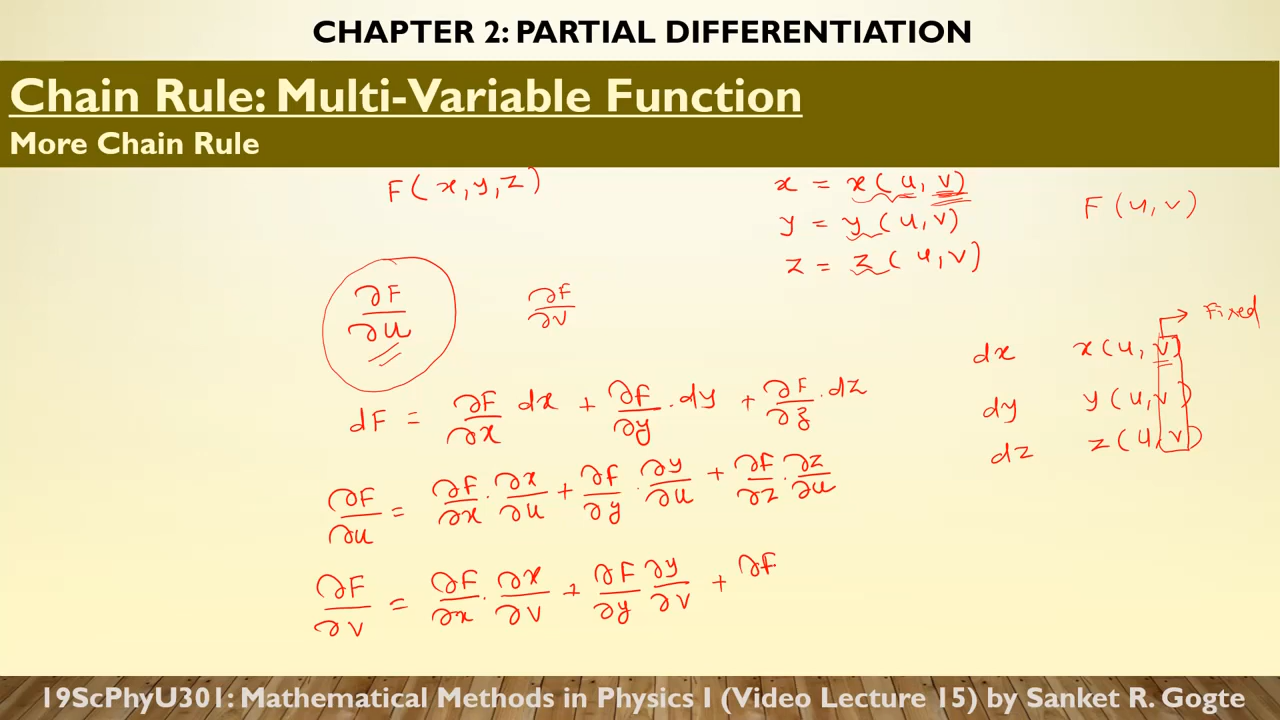 CHAPTER 2: PARTIAL DIFFERENTIATION
Chain Rule: Multi-Variable Function
More Chain Rule
F(x,y,z)
x = x(u,v)
y = y(u,v)
z = z(u,v)
F(u,v)
∂F/∂u ∂F/∂v
Fixed
dx x(u,v)
dy y(u,v)
dz z(u,v)
dF = ∂F/∂x dx + ∂F/∂y · dy + ∂F/∂z · dz
∂F/∂u = ∂F/∂x · ∂x/∂u + ∂F/∂y · ∂y/∂u + ∂F/∂z · ∂z/∂u
∂F/∂v = ∂F/∂x · ∂x/∂v + ∂F/∂y ∂y/∂v + ∂F
19ScPhyU301: Mathematical Methods in Physics I (Video Lecture 15) by Sanket R. Gogte